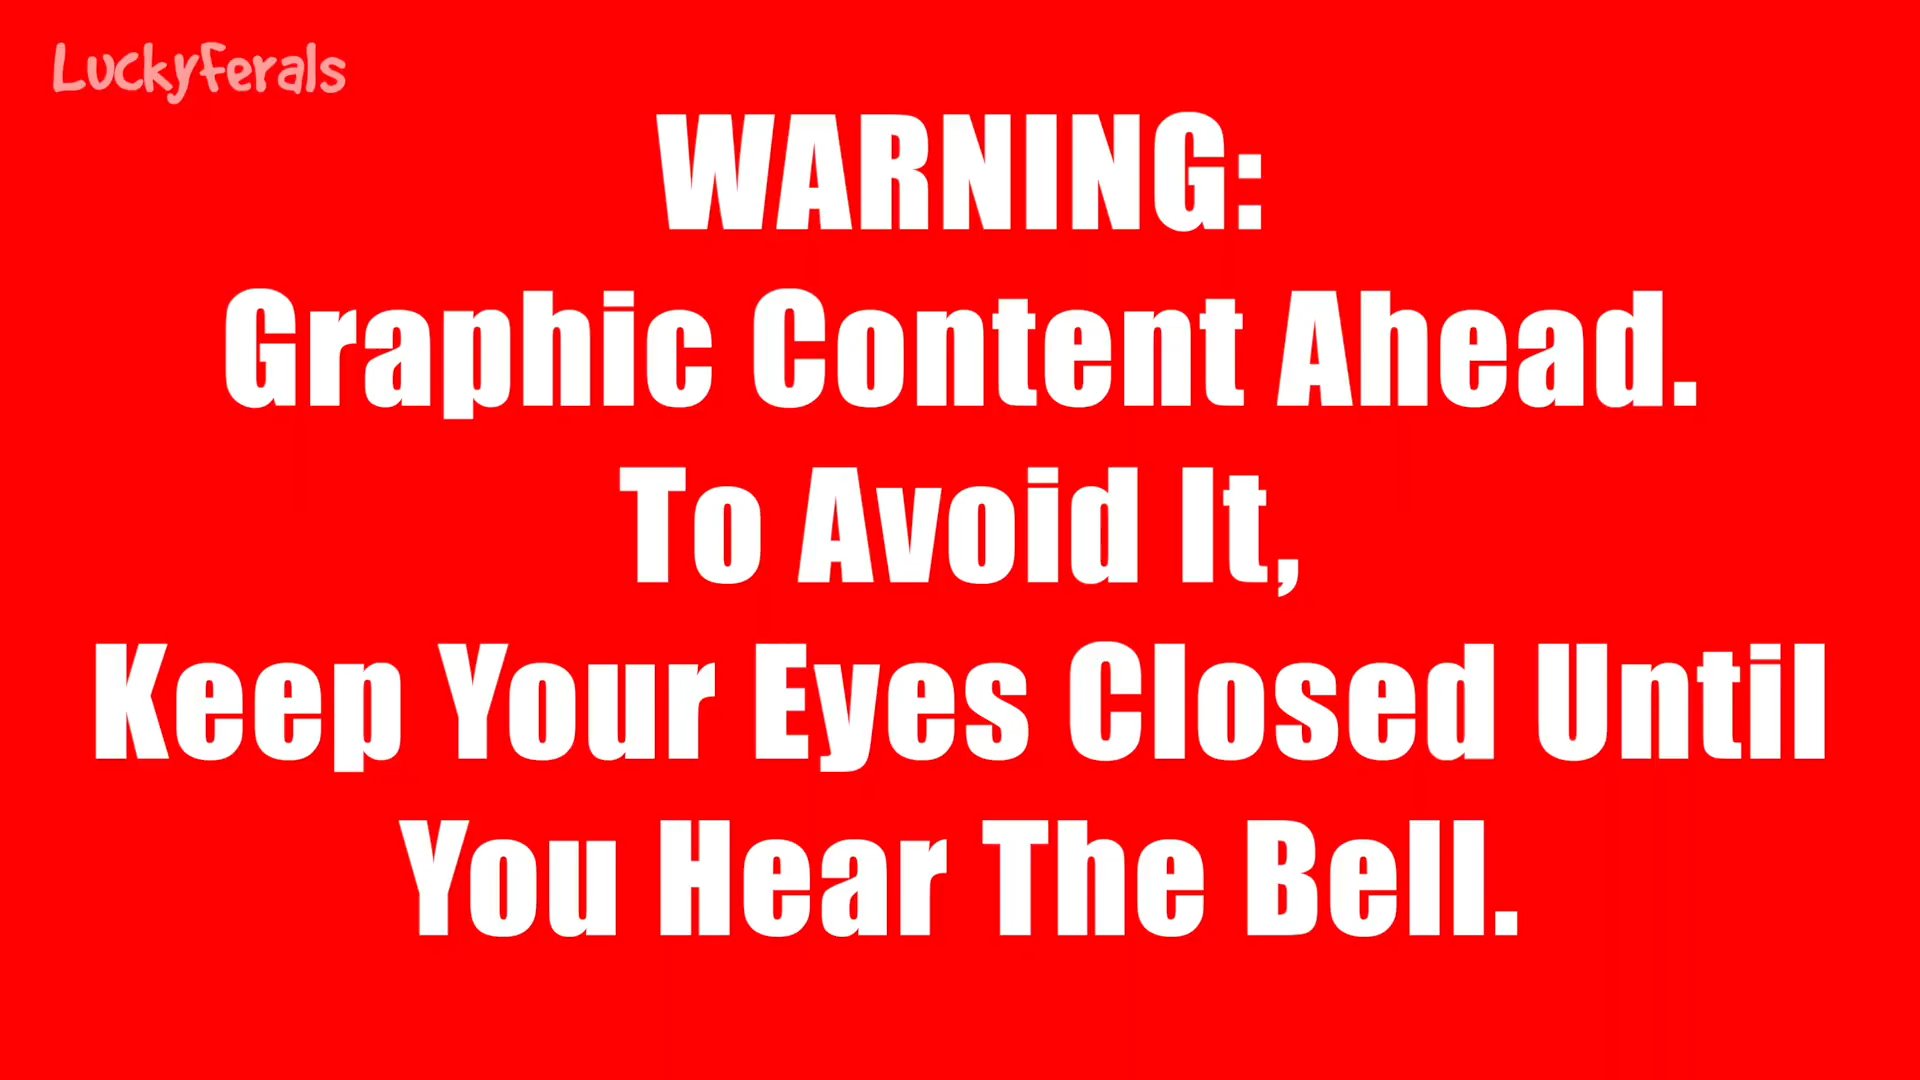 LuckyFerals
WARNING:
Graphic Content Ahead.
To Avoid It,
Keep Your Eyes Closed Until
You Hear The Bell.